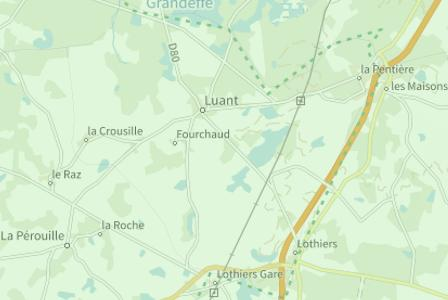 Grandeffe
D80
la Pentière
les Maisons
Luant
la Crousille
Fourchaud
le Raz
la Roche
La Pérouille
Lothiers
Lothiers Gare